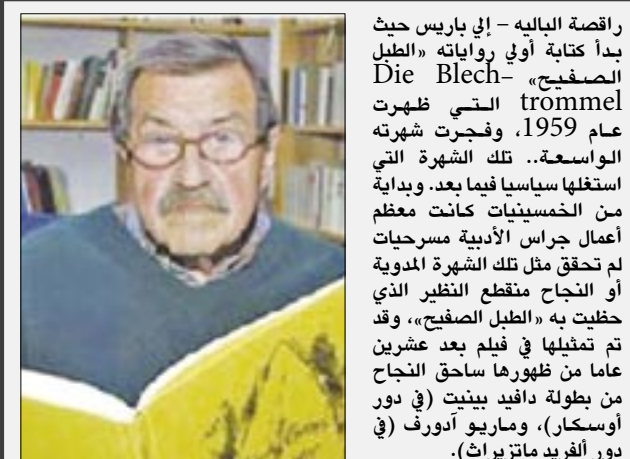 راقصة الباليه – إلي باريس حيث
بدأ كتابة أولي رواياته «الطبل
الصفيح» Die Blech-
trommel التي ظهرت
عام 1959، وفجرت شهرته
الواسعة.. تلك الشهرة التي
استغلها سياسيا فيما بعد. وبداية
من الخمسينيات كانت معظم
أعمال جراس الأدبية مسرحيات
لم تحقق مثل تلك الشهرة المدوية
أو النجاح منقطع النظير الذي
حظيت به «الطبل الصفيح»، وقد
تم تمثيلها في فيلم بعد عشرين
عاما من ظهورها ساحق النجاح
من بطولة دافيد بينيت (في دور
أوسكار)، وماريو آدورف (في
دور ألفريد ماتزيراث).